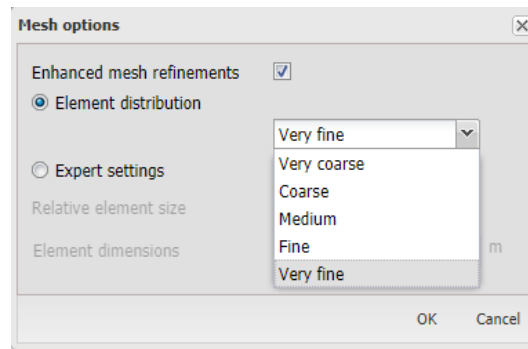 Mesh options
Enhanced mesh refinements
Element distribution
Very fine
Very coarse
Expert settings
Coarse
Relative element size
Medium
Element dimensions
Fine
m
Very fine
OK
Cancel